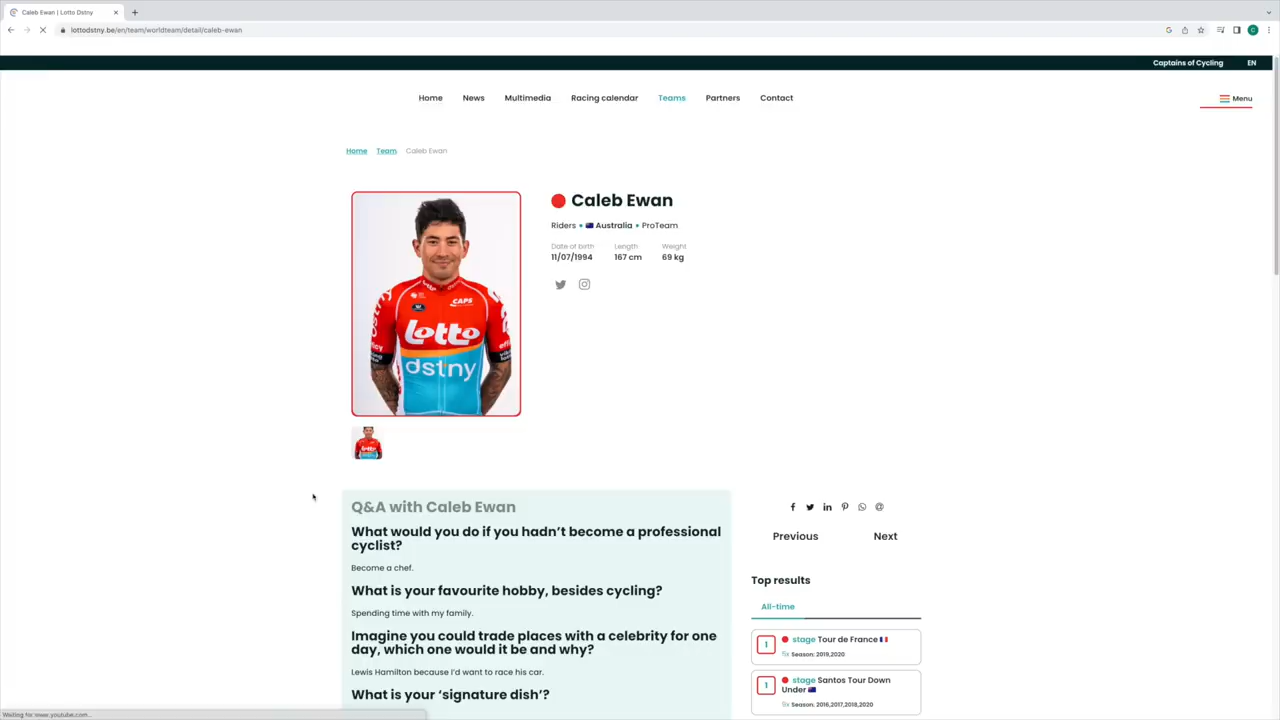 Caleb Ewan | Lotto Dstny
lottodstny.be/en/team/worldteam/detail/caleb-ewan
Captains of Cycling EN
Home News Multimedia Racing calendar Teams Partners Contact Menu
Home Team Caleb Ewan
Caleb Ewan
Riders • Australia • ProTeam
Date of birth Length Weight
11/07/1994 167 cm 69 kg
CAPS
lotto
dstny
Q&A with Caleb Ewan
What would you do if you hadn’t become a professional
cyclist?
Become a chef.
What is your favourite hobby, besides cycling?
Spending time with my family.
Imagine you could trade places with a celebrity for one
day, which one would it be and why?
Lewis Hamilton because I’d want to race his car.
What is your ‘signature dish’?
Previous Next
Top results
All-time
1 stage Tour de France
Season: 2019,2020
1 stage Santos Tour Down
Under
Season: 2016,2017,2018,2020
Waiting for www.youtube.com...